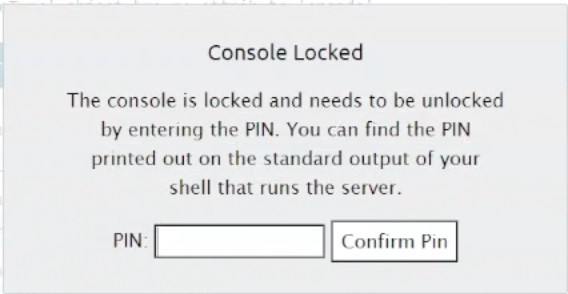 Console Locked
The console is locked and needs to be unlocked
by entering the PIN. You can find the PIN
printed out on the standard output of your
shell that runs the server.
PIN: Confirm Pin